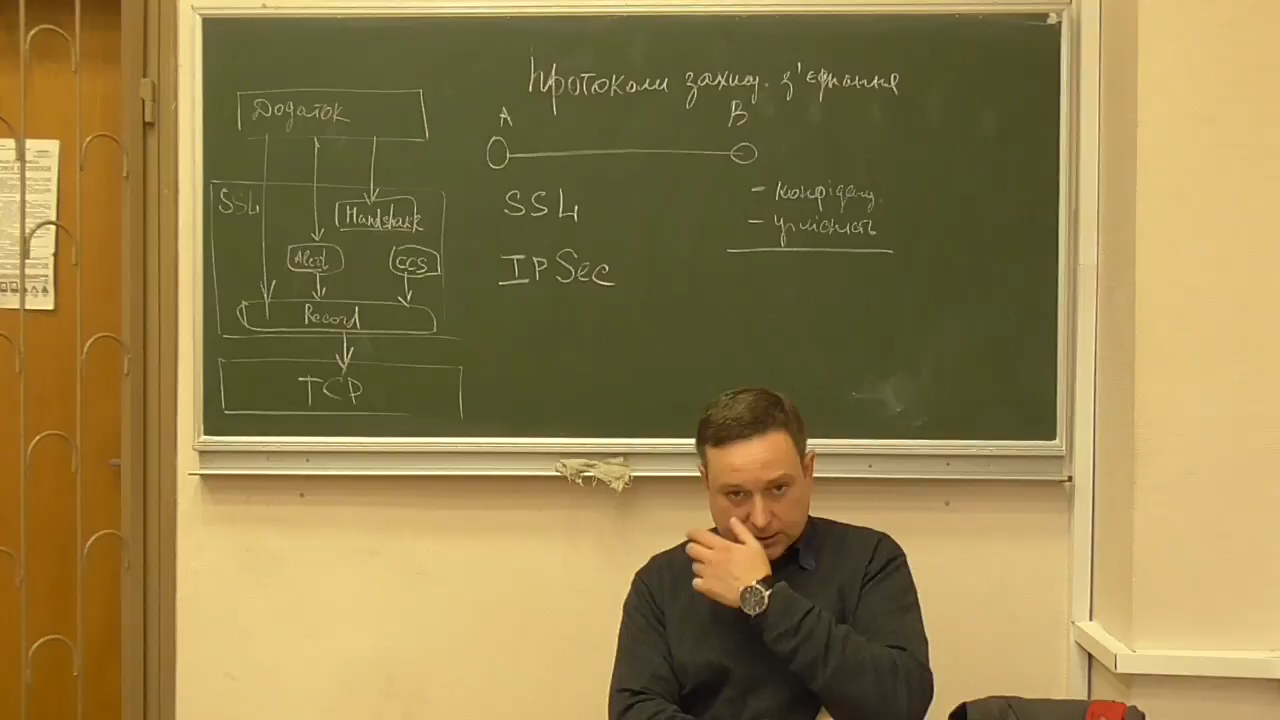 Протоколи захищ. з'єднання
Додаток
A
B
SSL
Handshake
Alert
CCS
Record
TCP
SSL
IPSec
- конфіденц.
- цілісність